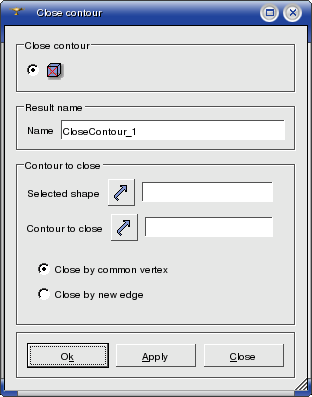 Close contour
Close contour
Result name
Name CloseContour_1
Contour to close
Selected shape
Contour to close
Close by common vertex
Close by new edge
Ok Apply Close